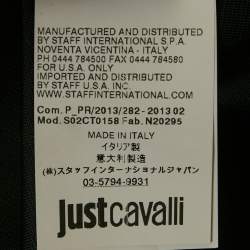 MANUFACTURED AND DISTRIBUTED
BY STAFF INTERNATIONAL S.P.A.
NOVENTA VICENTINA - ITALY
PH 0444 784500 FAX 0444 784580
FOR U.S.A. ONLY
IMPORTED AND DISTRIBUTED
BY STAFF U.S.A. INC.
WWW.STAFFINTERNATIONAL.COM
Com. P_PR/2013/282 - 2013 02
Mod. S02CT0158 Fab. N20295
MADE IN ITALY
イタリア製
意大利製造
(株)スタッフインターナショナルジャパン
03-5794-9931
justcavalli